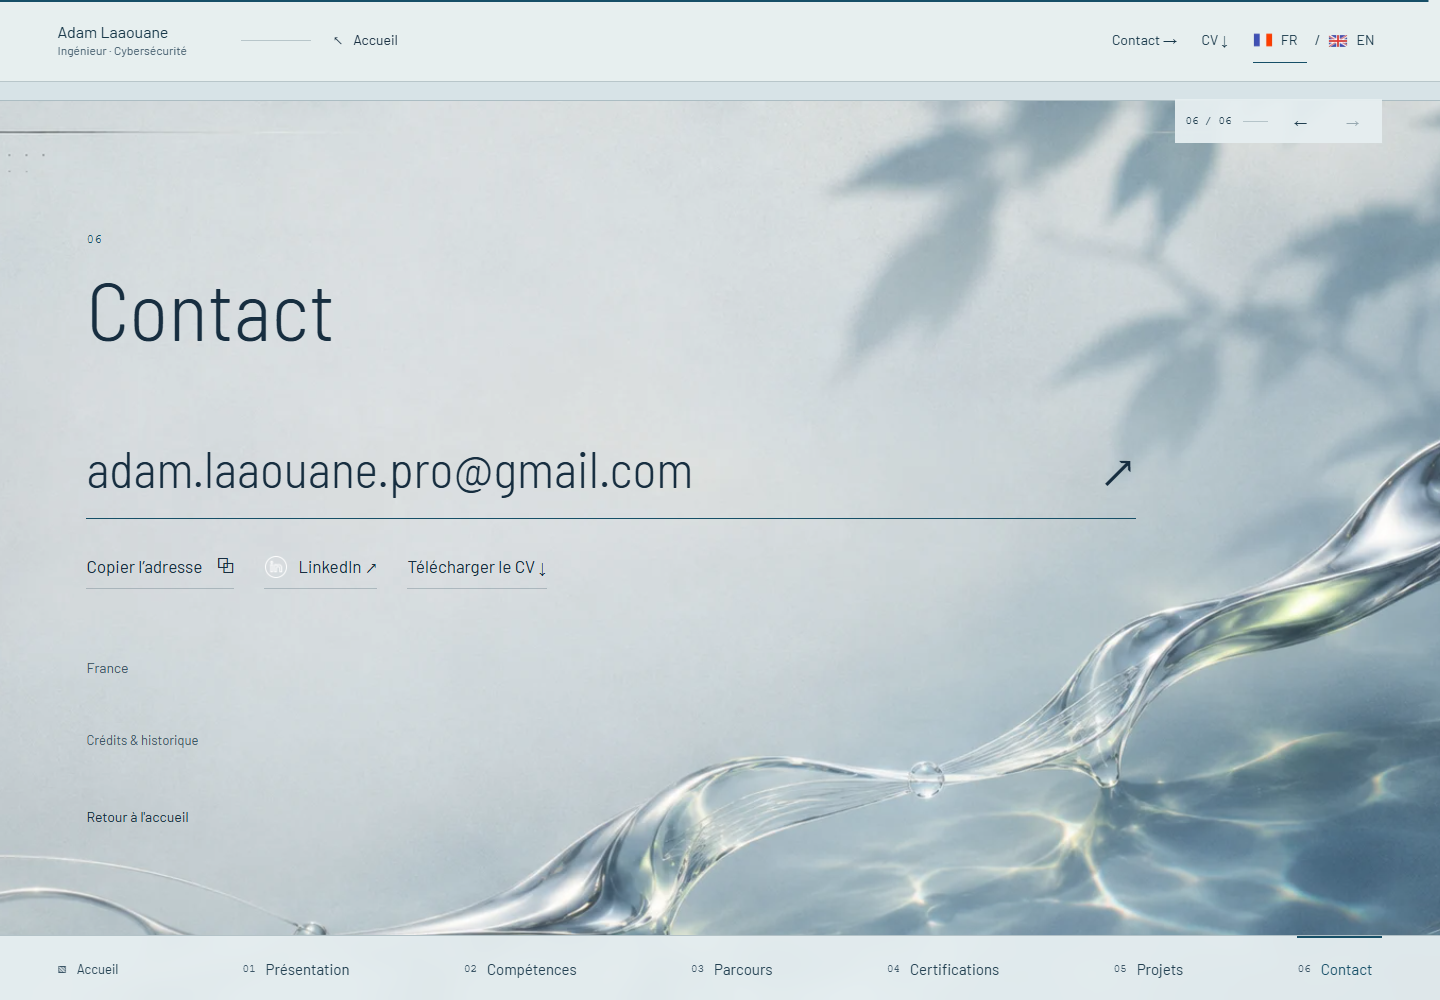 Adam Laaouane
Ingénieur · Cybersécurité
↖ Accueil
Contact →
CV ↓
FR / EN
06 / 06 ← →
06
Contact
adam.laaouane.pro@gmail.com ↗
Copier l’adresse
in LinkedIn ↗
Télécharger le CV ↓
France
Crédits & historique
Retour à l'accueil
Accueil
01 Présentation
02 Compétences
03 Parcours
04 Certifications
05 Projets
06 Contact